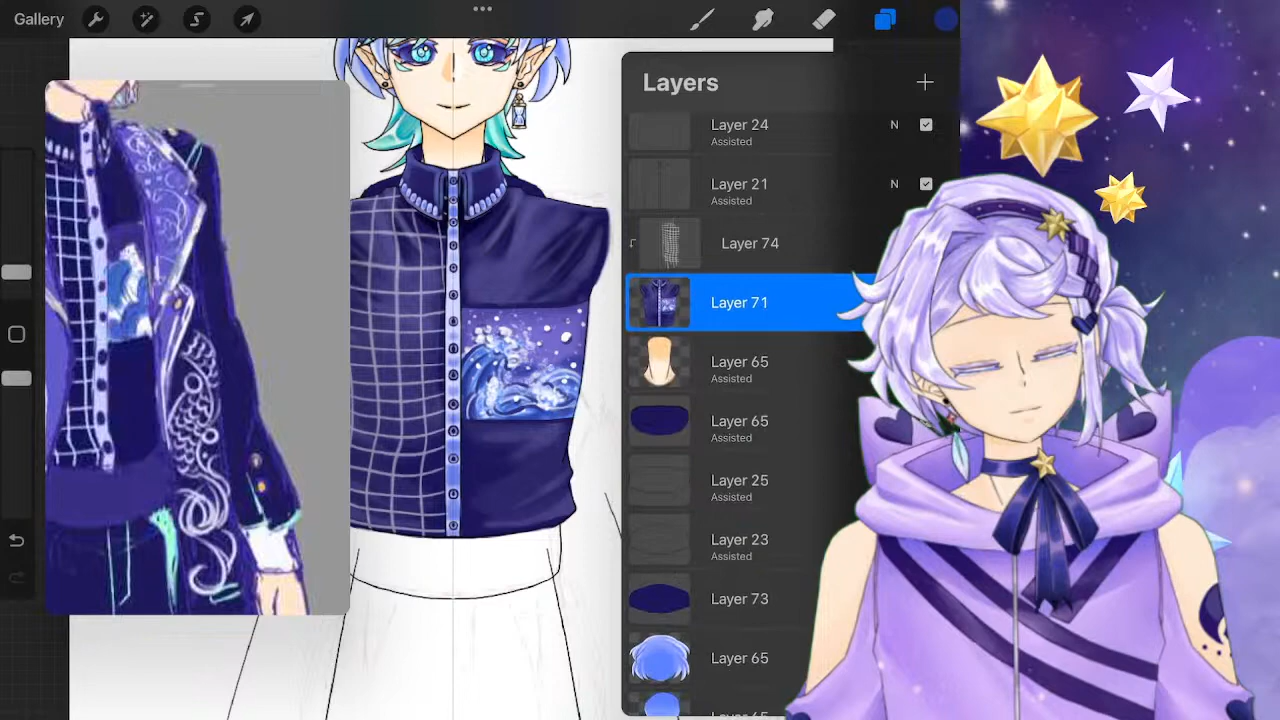 Gallery
Layers
Layer 24
N
Assisted
Layer 21
N
Assisted
Layer 74
Layer 71
Layer 65
Assisted
Layer 65
Assisted
Layer 25
Assisted
Layer 23
Assisted
Layer 73
Layer 65